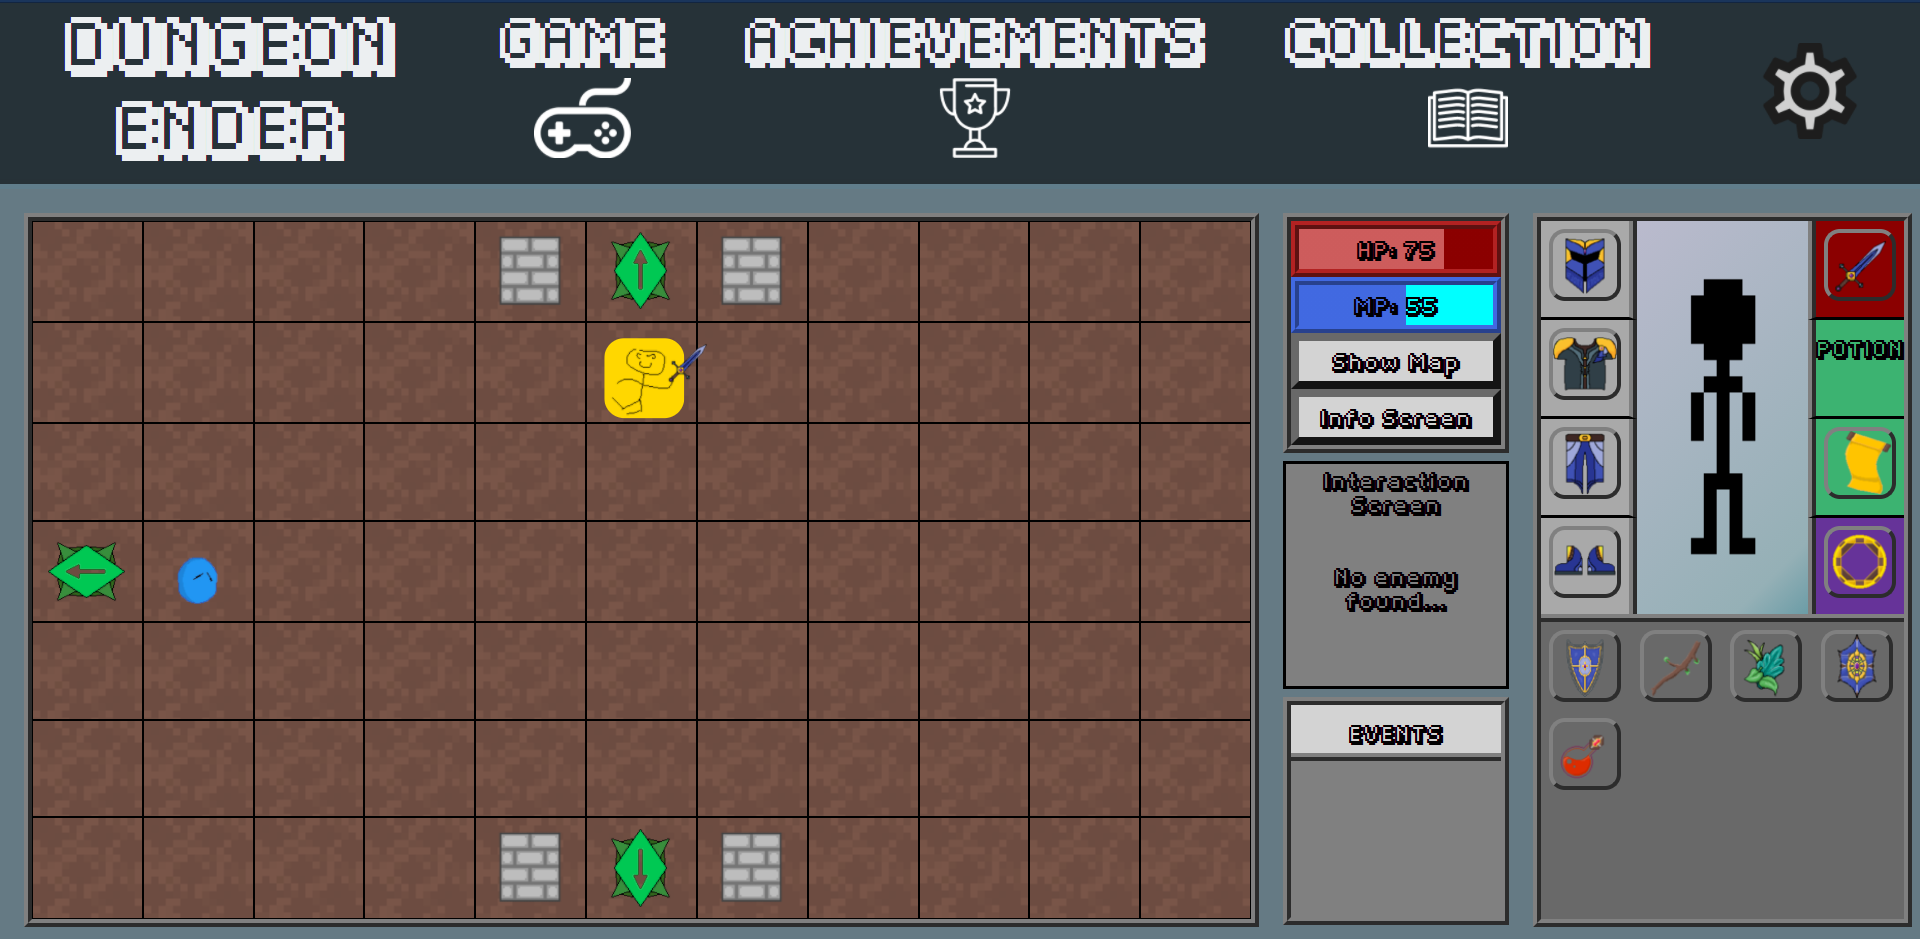 DUNGEON
ENDER
GAME
ACHIEVEMENTS
COLLECTION
HP: 75
MP: 55
Show Map
Info Screen
Interaction
Screen
No enemy
found...
EVENTS
POTION